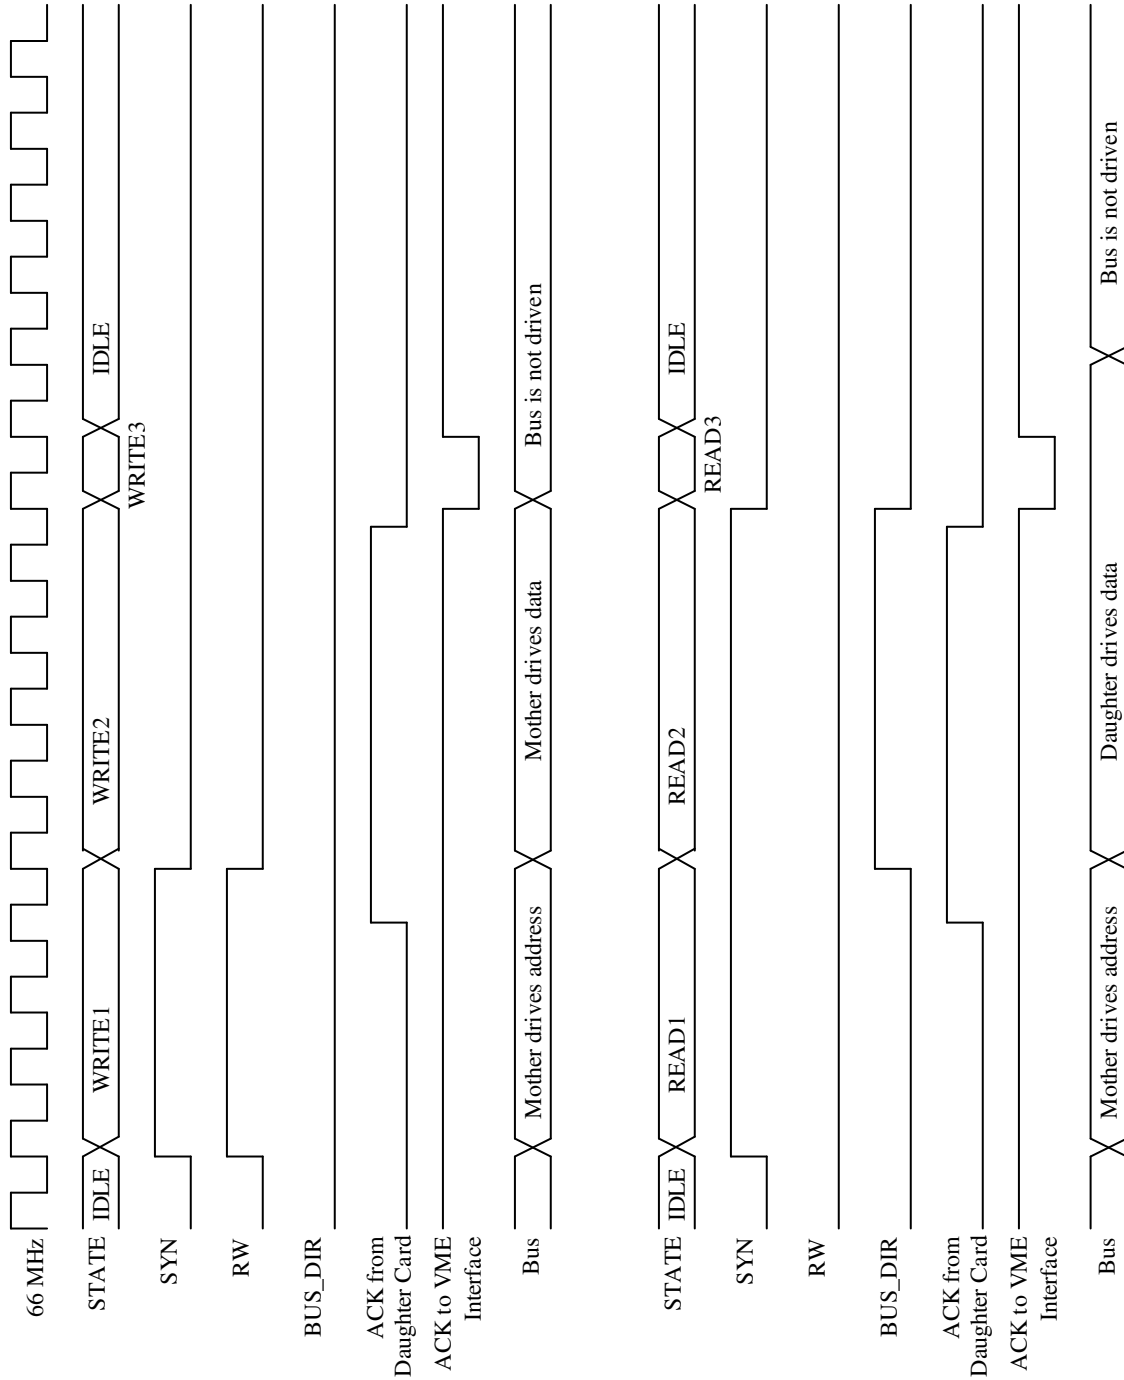 66 MHz
STATE
IDLE
WRITE1
WRITE2
WRITE3
IDLE
SYN
RW
BUS_DIR
ACK from
Daughter Card
ACK to VME
Interface
Bus
Mother drives address
Mother drives data
Bus is not driven
STATE
IDLE
READ1
READ2
READ3
IDLE
SYN
RW
BUS_DIR
ACK from
Daughter Card
ACK to VME
Interface
Bus
Mother drives address
Daughter drives data
Bus is not driven